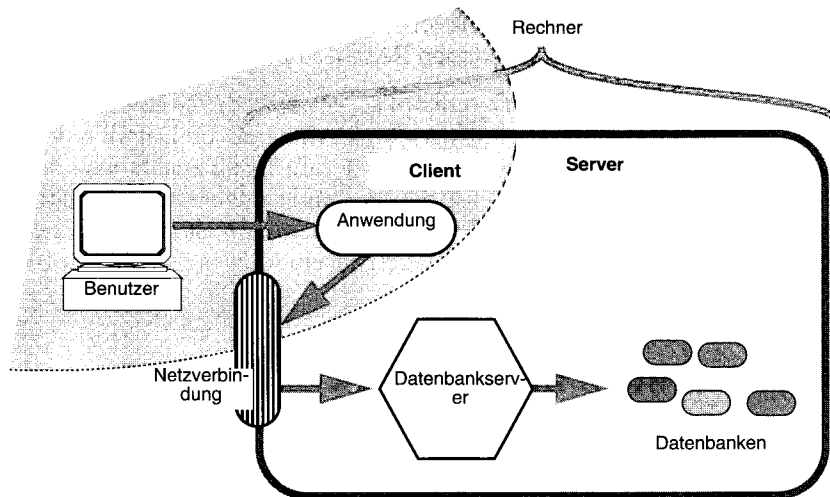 Rechner
Client
Server
Anwendung
Benutzer
Netzverbin-
dung
Datenbankserv-
er
Datenbanken